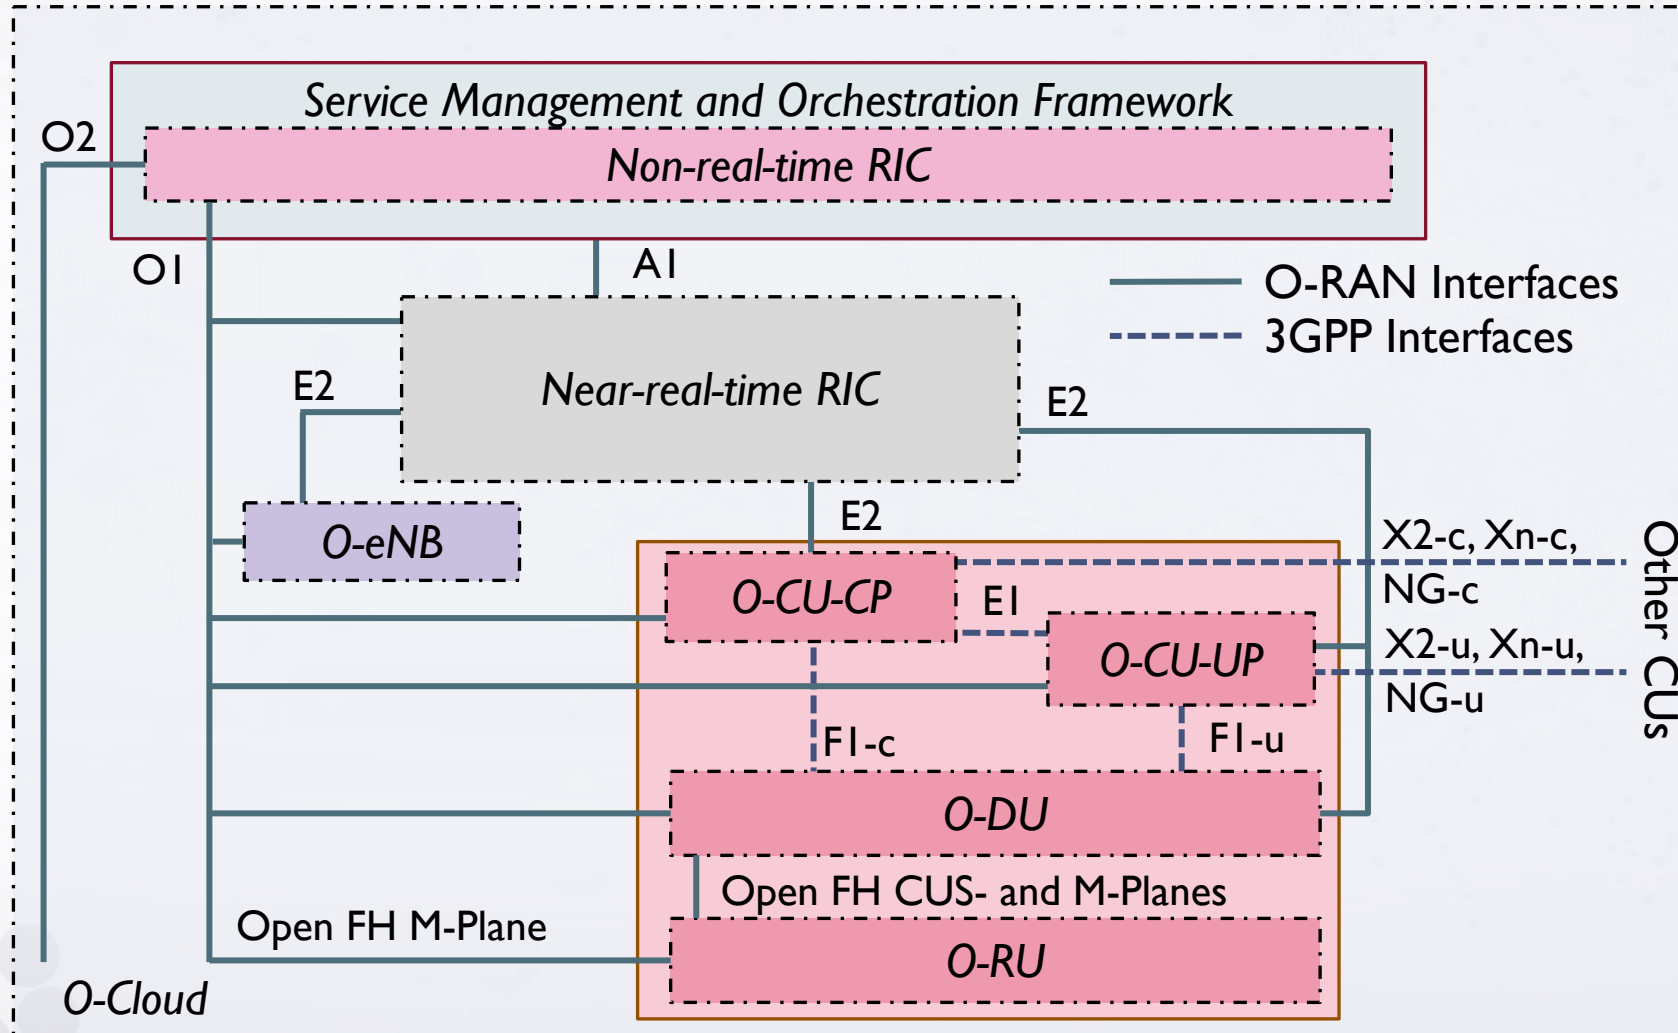 Service Management and Orchestration Framework
O2
Non-real-time RIC
O1
A1
O-RAN Interfaces
3GPP Interfaces
E2
Near-real-time RIC
E2
E2
O-eNB
X2-c, Xn-c,
NG-c
O-CU-CP
E1
X2-u, Xn-u,
NG-u
O-CU-UP
Other CUs
F1-c
F1-u
O-DU
Open FH CUS- and M-Planes
Open FH M-Plane
O-RU
O-Cloud